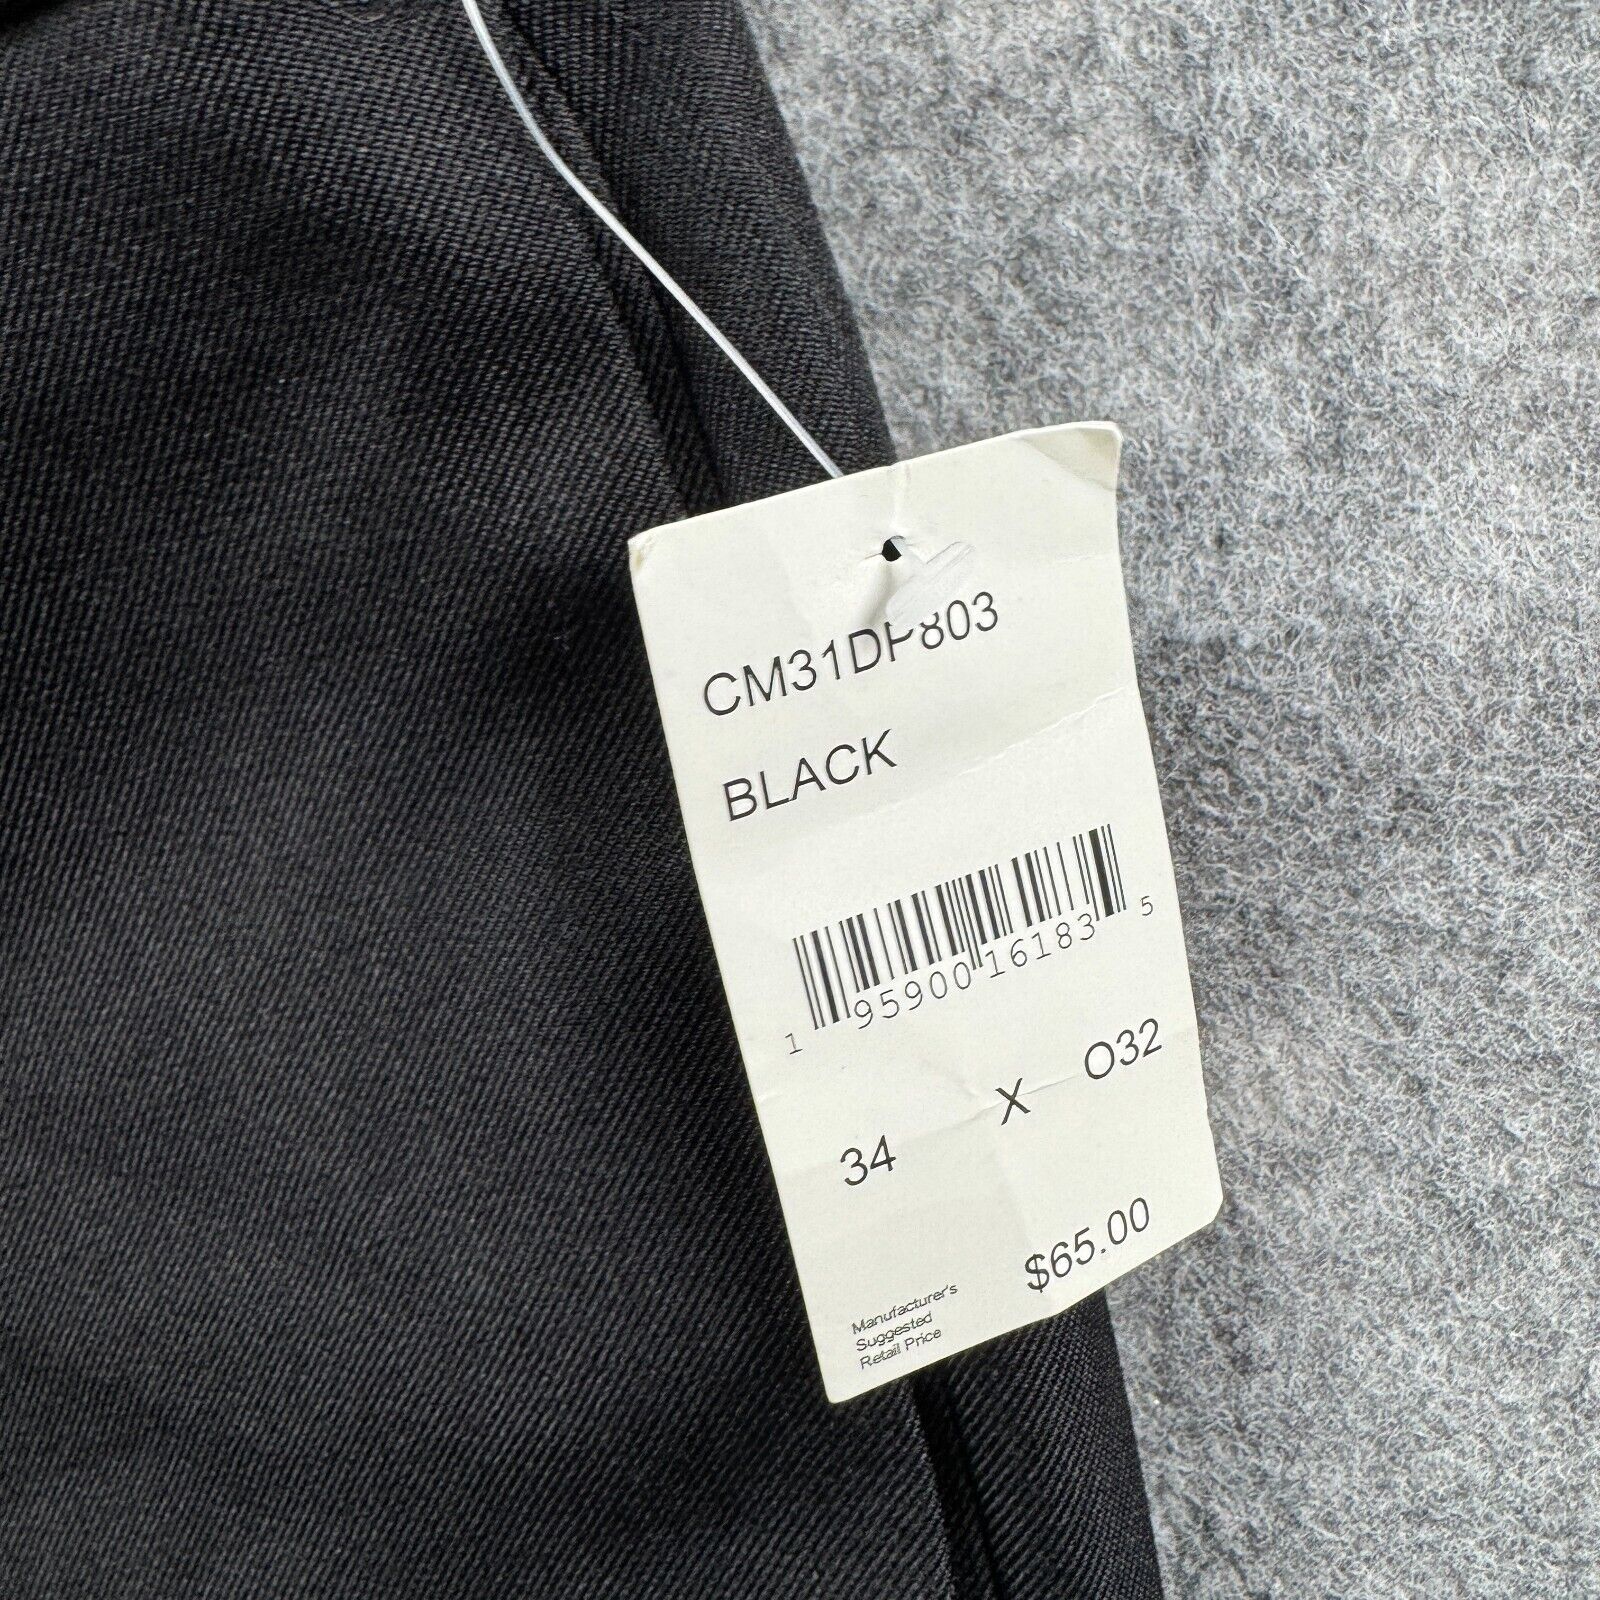 CM31DP803
BLACK
1 95900 16183 5
34 X O32
$65.00
Manufacturer's
Suggested
Retail Price